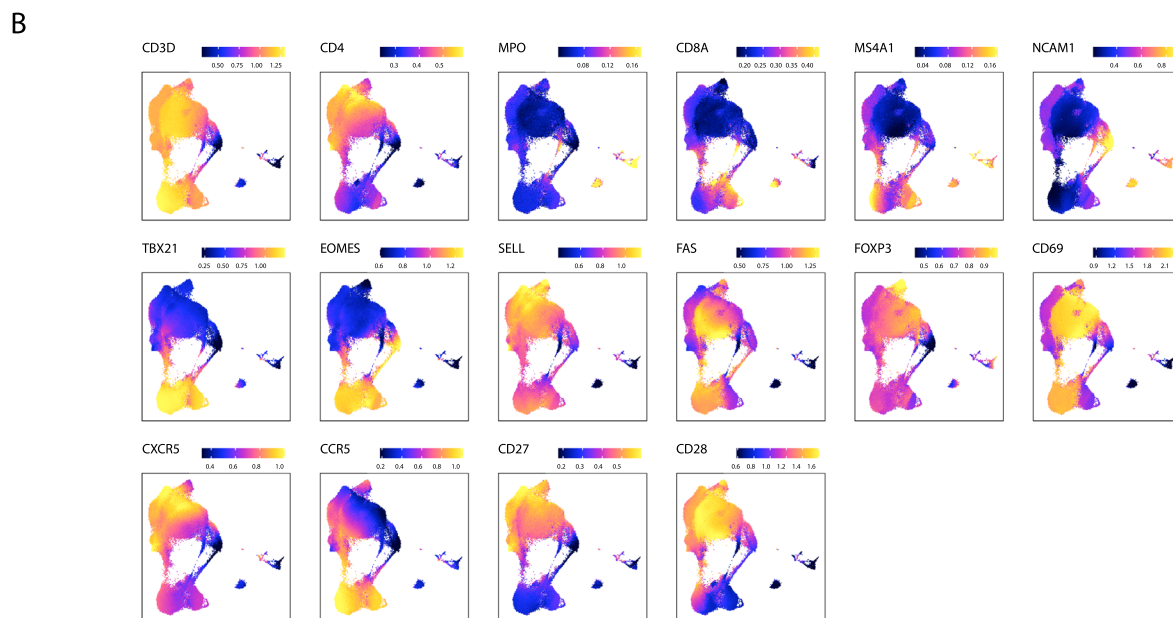 B
CD3D
0.50 0.75 1.00 1.25
CD4
0.3 0.4 0.5
MPO
0.08 0.12 0.16
CD8A
0.20 0.25 0.30 0.35 0.40
MS4A1
0.04 0.08 0.12 0.16
NCAM1
0.4 0.6 0.8
TBX21
0.25 0.50 0.75 1.00
EOMES
0.6 0.8 1.0 1.2
SELL
0.6 0.8 1.0
FAS
0.50 0.75 1.00 1.25
FOXP3
0.5 0.6 0.7 0.8 0.9
CD69
0.9 1.2 1.5 1.8 2.1
CXCR5
0.4 0.6 0.8 1.0
CCR5
0.2 0.4 0.6 0.8 1.0
CD27
0.2 0.3 0.4 0.5
CD28
0.6 0.8 1.0 1.2 1.4 1.6